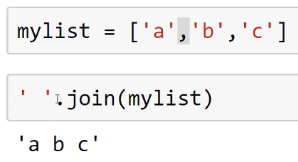 mylist = ['a','b','c']
' '.join(mylist)
'a b c'